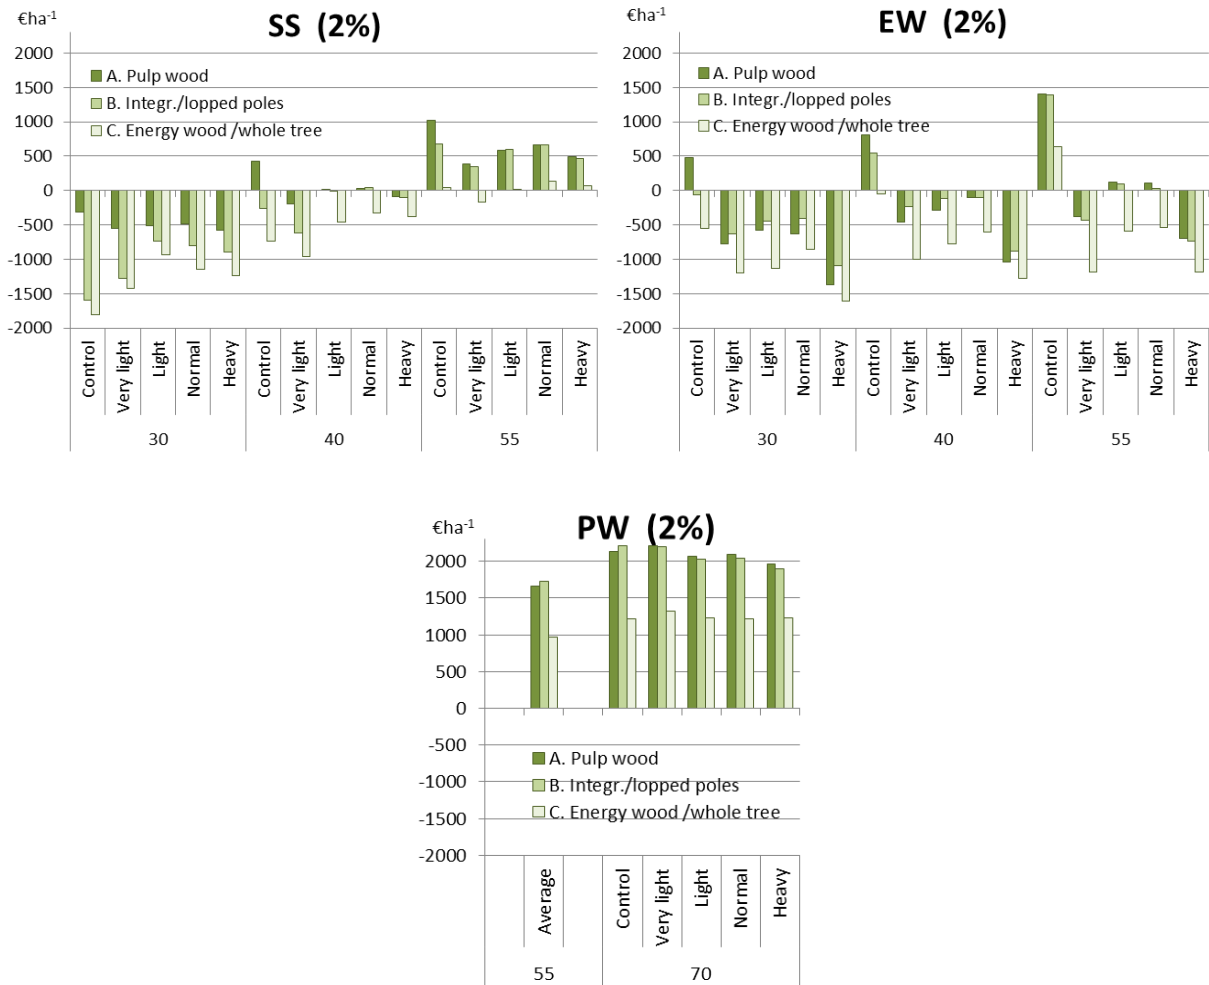 €ha-1
SS (2%)
2000
1500
1000
500
0
-500
-1000
-1500
-2000
A. Pulp wood
B. Integr./lopped poles
C. Energy wood /whole tree
Control
Very light
Light
Normal
Heavy
Control
Very light
Light
Normal
Heavy
Control
Very light
Light
Normal
Heavy
30
40
55
€ha-1
EW (2%)
2000
1500
1000
500
0
-500
-1000
-1500
-2000
A. Pulp wood
B. Integr./lopped poles
C. Energy wood /whole tree
Control
Very light
Light
Normal
Heavy
Control
Very light
Light
Normal
Heavy
Control
Very light
Light
Normal
Heavy
30
40
55
€ha-1
PW (2%)
2000
1500
1000
500
0
-500
-1000
-1500
-2000
A. Pulp wood
B. Integr./lopped poles
C. Energy wood /whole tree
Average
Control
Very light
Light
Normal
Heavy
55
70